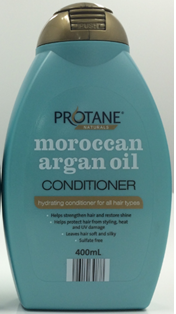 PROTANE®
NATURALS
moroccan
argan oil
CONDITIONER
hydrating conditioner for all hair types
• Helps strengthen hair and restore shine
• Helps protect hair from styling, heat
and UV damage
• Leaves hair soft and silky
• Sulfate free
400mL